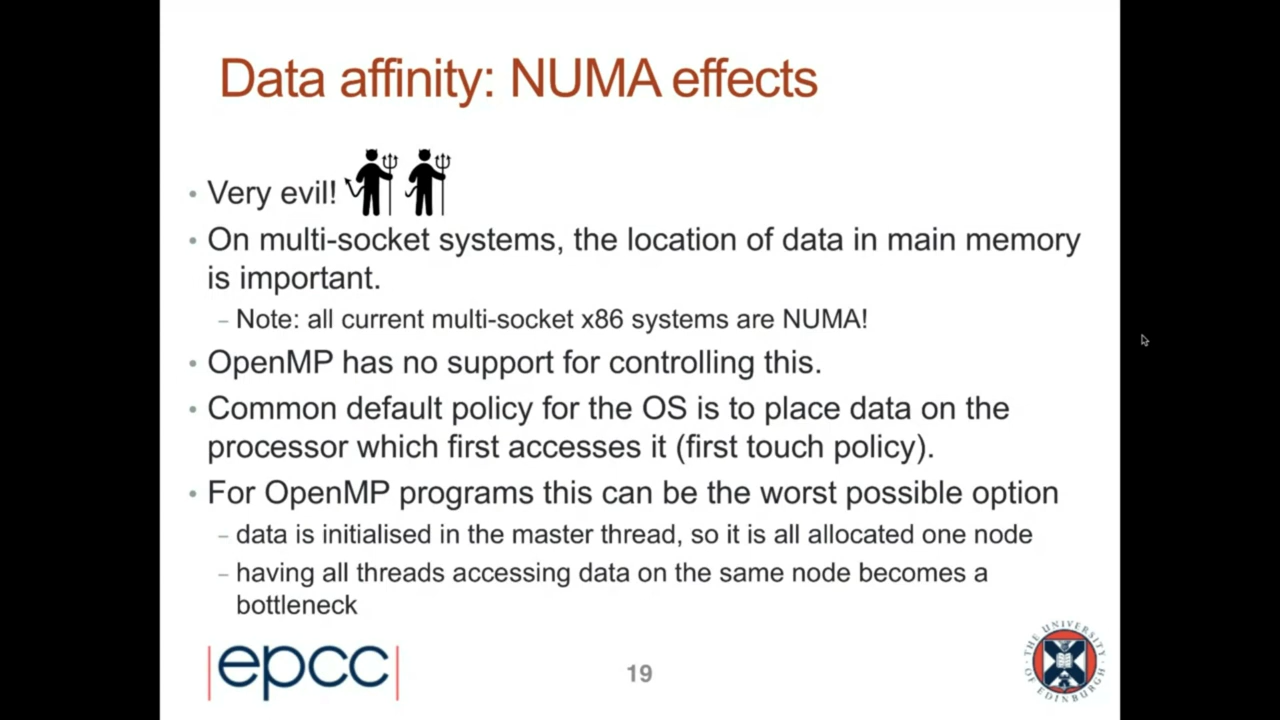 Data affinity: NUMA effects
• Very evil!
• On multi-socket systems, the location of data in main memory
is important.
– Note: all current multi-socket x86 systems are NUMA!
• OpenMP has no support for controlling this.
• Common default policy for the OS is to place data on the
processor which first accesses it (first touch policy).
• For OpenMP programs this can be the worst possible option
– data is initialised in the master thread, so it is all allocated one node
– having all threads accessing data on the same node becomes a
bottleneck
|epcc|
19
THE UNIVERSITY OF EDINBURGH